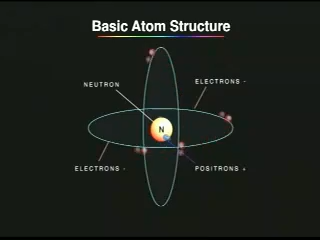 Basic Atom Structure
NEUTRON
ELECTRONS -
N
ELECTRONS -
POSITRONS +